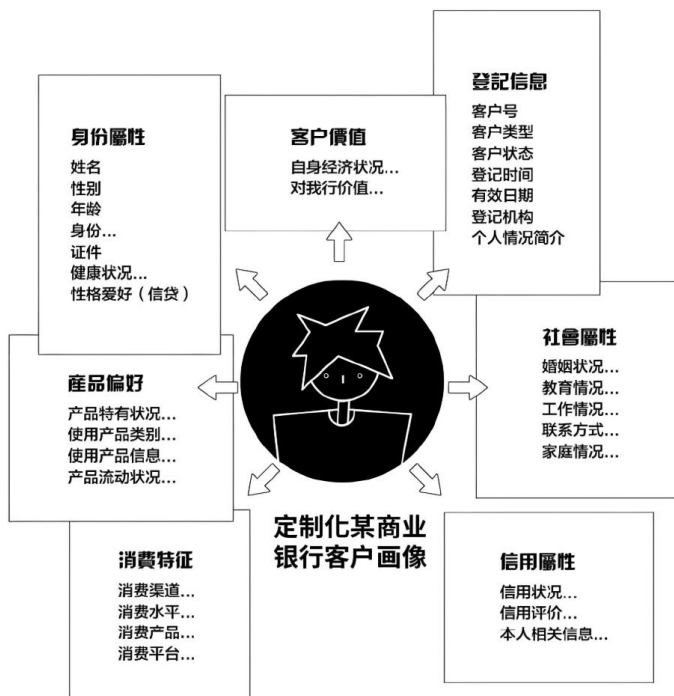 身份屬性
姓名
性别
年龄
身份...
证件
健康状况...
性格爱好（信贷）
客户價值
自身经济状况...
对我行价值...
登記信息
客户号
客户类型
客户状态
登记时间
有效日期
登记机构
个人情况简介
産品偏好
产品特有状况...
使用产品类别...
使用产品信息...
产品流动状况...
社會屬性
婚姻状况...
教育情况...
工作情况...
联系方式...
家庭情况...
消費特征
消费渠道...
消费水平...
消费产品...
消费平台...
定制化某商业
银行客户画像
信用屬性
信用状况...
信用评价...
本人相关信息...